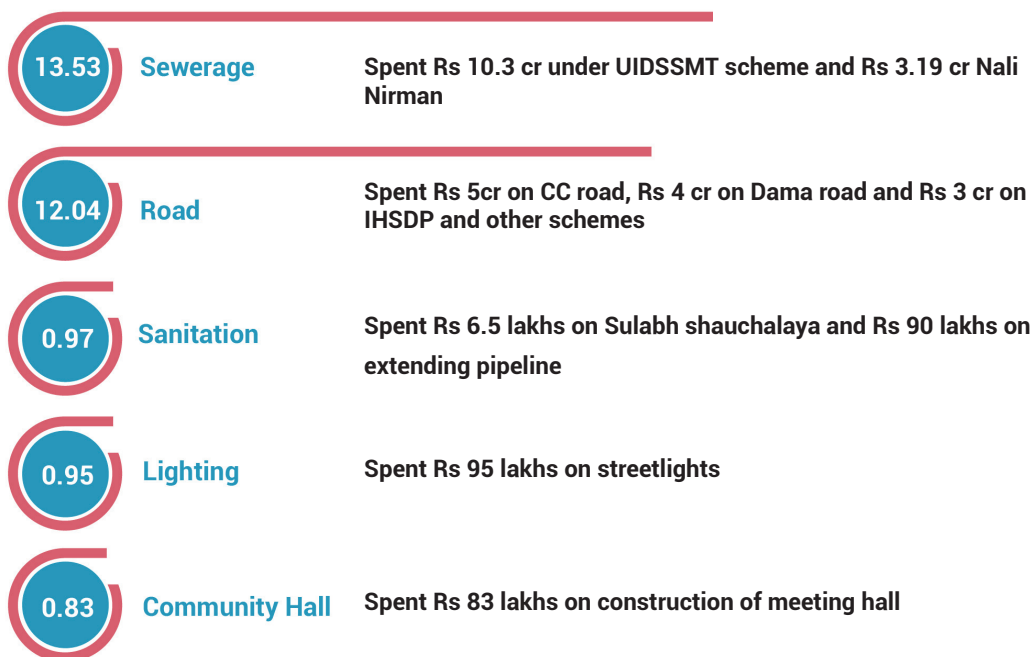 13.53 Sewerage Spent Rs 10.3 cr under UIDSSMT scheme and Rs 3.19 cr Nali
Nirman
12.04 Road Spent Rs 5cr on CC road, Rs 4 cr on Dama road and Rs 3 cr on
IHSDP and other schemes
0.97 Sanitation Spent Rs 6.5 lakhs on Sulabh shauchalaya and Rs 90 lakhs on
extending pipeline
0.95 Lighting Spent Rs 95 lakhs on streetlights
0.83 Community Hall Spent Rs 83 lakhs on construction of meeting hall